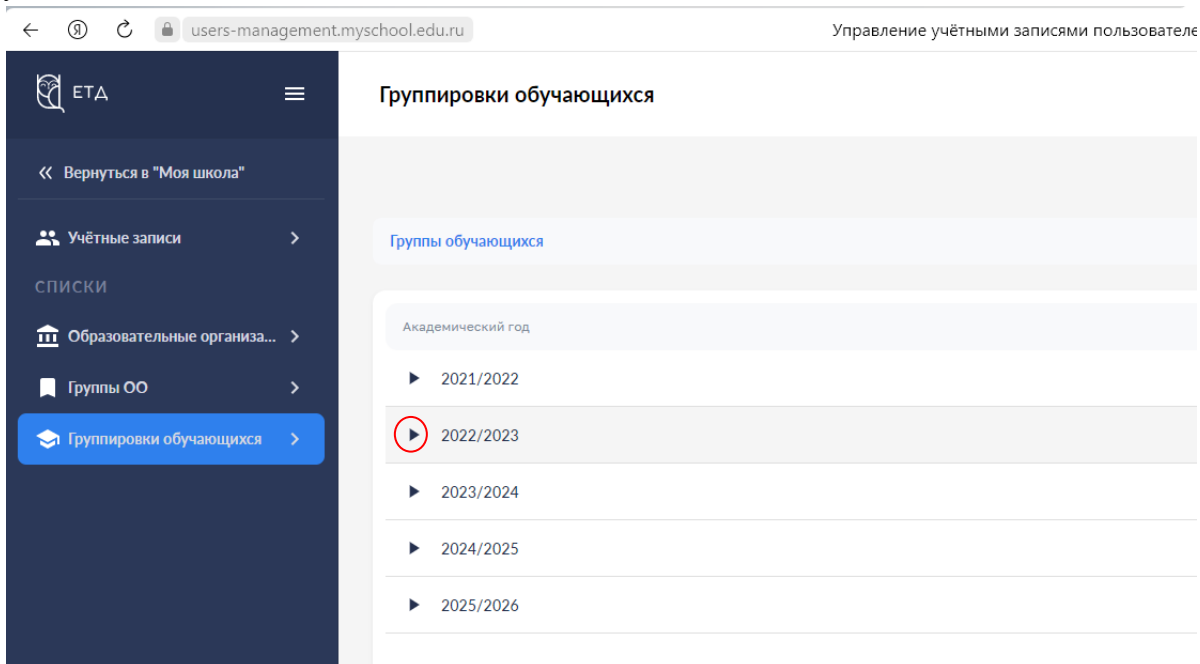 users-management.myschool.edu.ru Управление учётными записями пользователе
ЕТД
Группировки обучающихся
Вернуться в "Моя школа"
Учётные записи
Группы обучающихся
СПИСКИ
Образовательные организа...
Академический год
Группы ОО
Группировки обучающихся
2021/2022
2022/2023
2023/2024
2024/2025
2025/2026